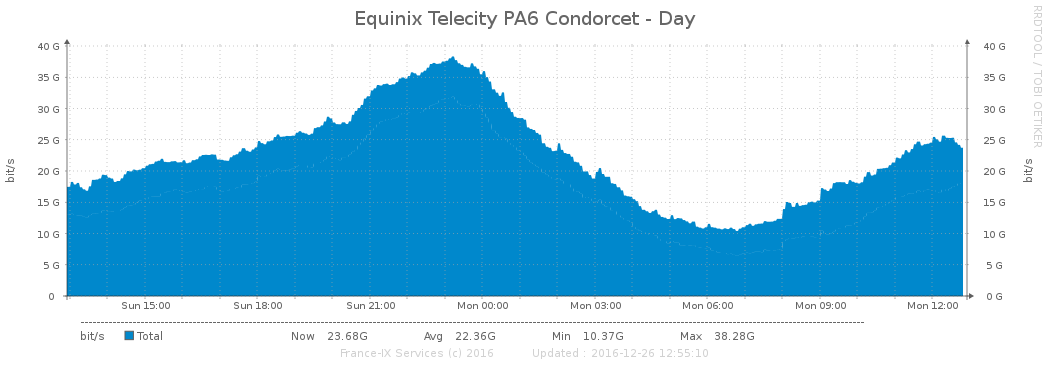 Equinix Telecity PA6 Condorcet - Day
RRDTOOL / TOBI OETIKER
bit/s
40 G
35 G
30 G
25 G
20 G
15 G
10 G
5 G
0
40 G
35 G
30 G
25 G
20 G
15 G
10 G
5 G
0 G
bit/s
Sun 15:00 Sun 18:00 Sun 21:00 Mon 00:00 Mon 03:00 Mon 06:00 Mon 09:00 Mon 12:00
bit/s Total Now 23.68G Avg 22.36G Min 10.37G Max 38.28G
France-IX Services (c) 2016 Updated : 2016-12-26 12:55:10